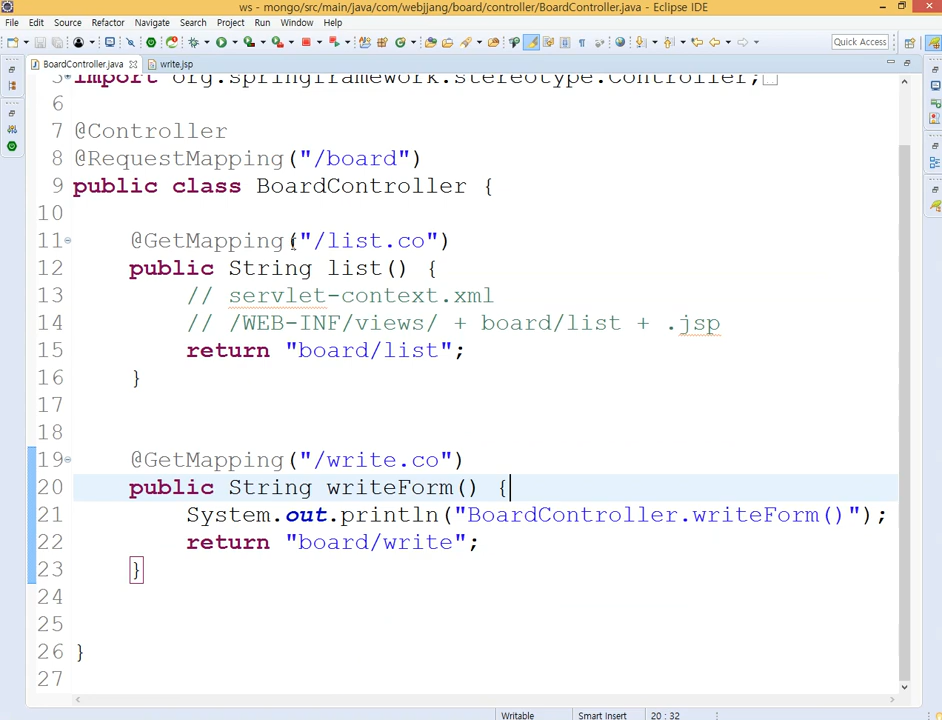 ws - mongo/src/main/java/com/webjjang/board/controller/BoardController.java - Eclipse IDE
File Edit Source Refactor Navigate Search Project Run Window Help
Quick Access
BoardController.java write.jsp
5 import org.springframework.stereotype.Controller;
6
7 @Controller
8 @RequestMapping("/board")
9 public class BoardController {
10
11 @GetMapping("/list.co")
12 public String list() {
13 // servlet-context.xml
14 // /WEB-INF/views/ + board/list + .jsp
15 return "board/list";
16 }
17
18
19 @GetMapping("/write.co")
20 public String writeForm() {
21 System.out.println("BoardController.writeForm()");
22 return "board/write";
23 }
24
25
26 }
27
Writable Smart Insert 20 : 32